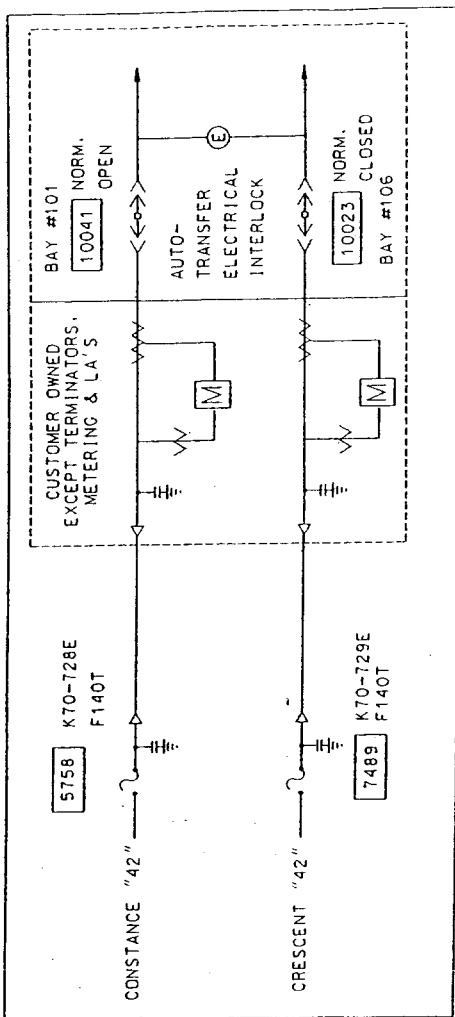 CONSTANCE "42"
5758
K70-728E
F140T
CUSTOMER OWNED
EXCEPT TERMINATORS,
METERING & LA'S
M
BAY #101
10041
NORM.
OPEN
AUTO-
TRANSFER
ELECTRICAL
INTERLOCK
E
CRESCENT "42"
7489
K70-729E
F140T
M
10023
NORM.
CLOSED
BAY #106